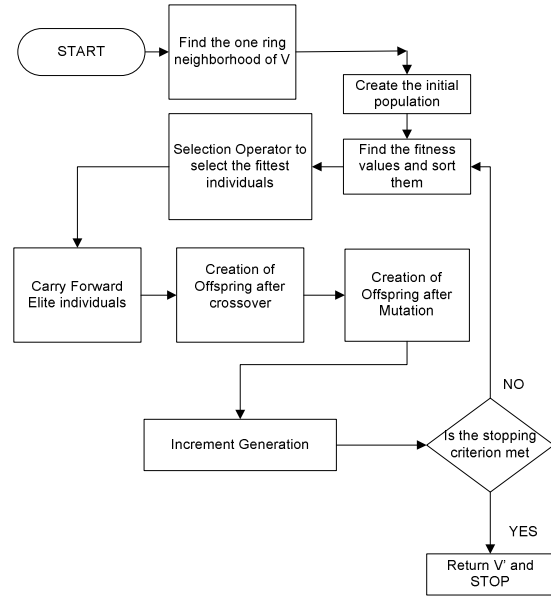 START
Find the one ring
neighborhood of V
Create the initial
population
Selection Operator to
select the fittest
individuals
Find the fitness
values and sort
them
Carry Forward
Elite individuals
Creation of
Offspring after
crossover
Creation of
Offspring after
Mutation
NO
Increment Generation
Is the stopping
criterion met
YES
Return V' and
STOP